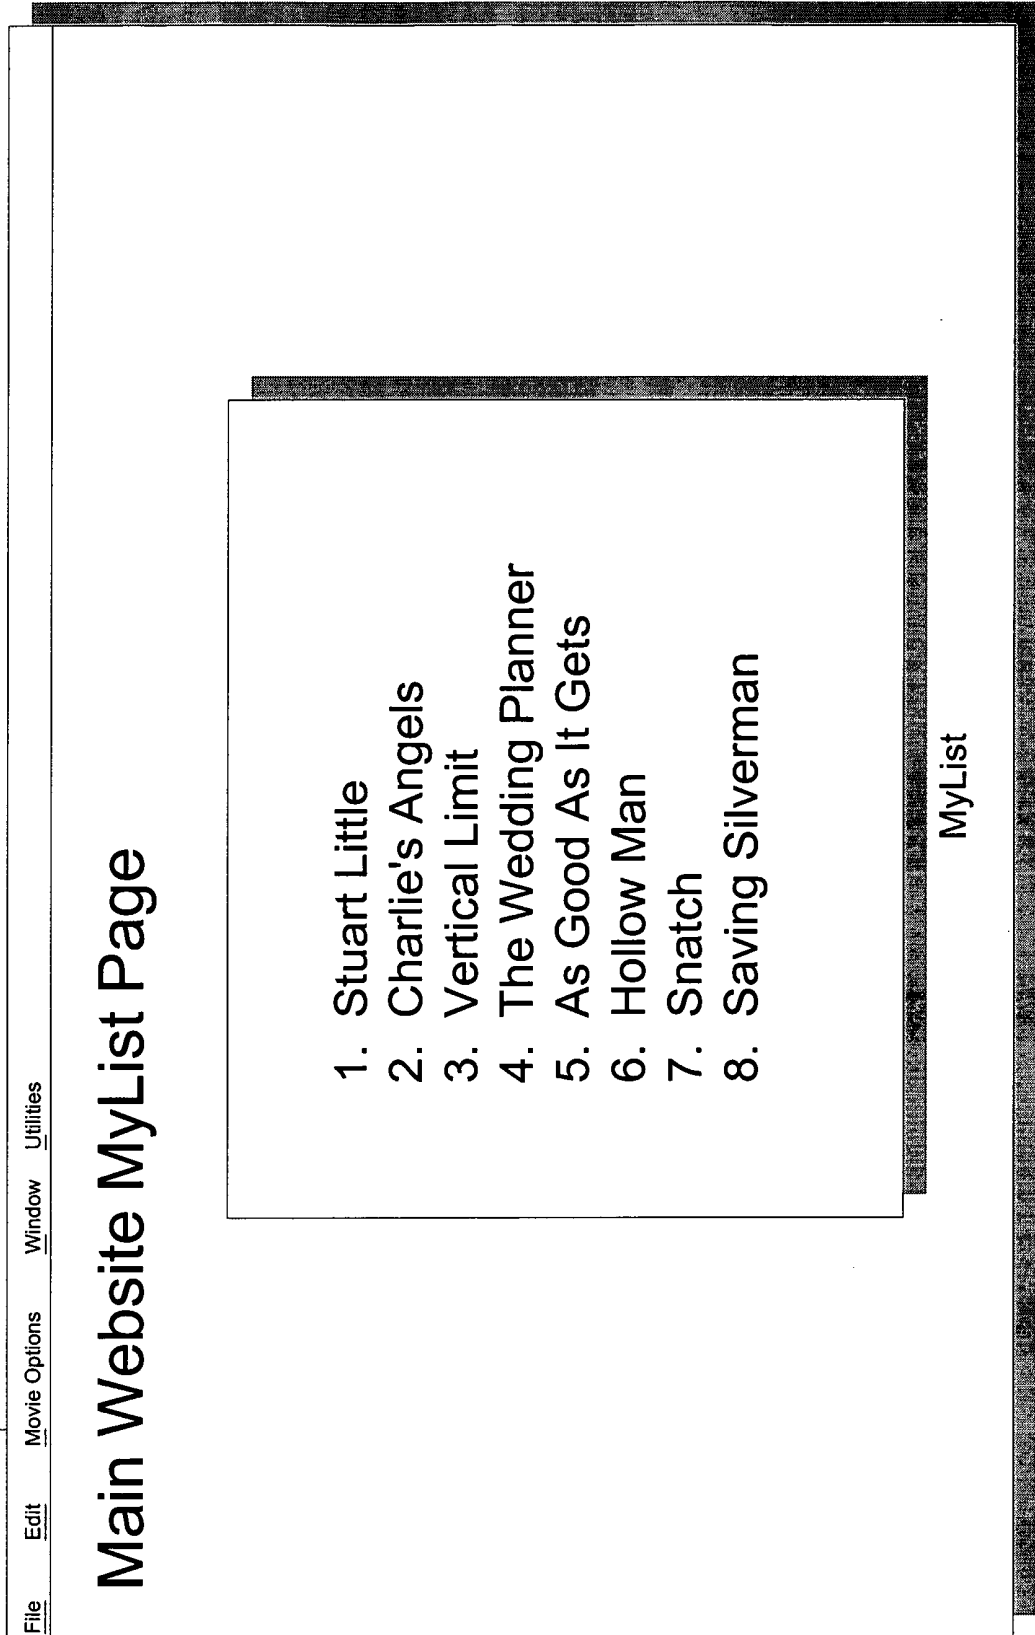 File Edit Movie Options Window Utilities
Main Website MyList Page
1. Stuart Little
2. Charlie's Angels
3. Vertical Limit
4. The Wedding Planner
5. As Good As It Gets
6. Hollow Man
7. Snatch
8. Saving Silverman
MyList